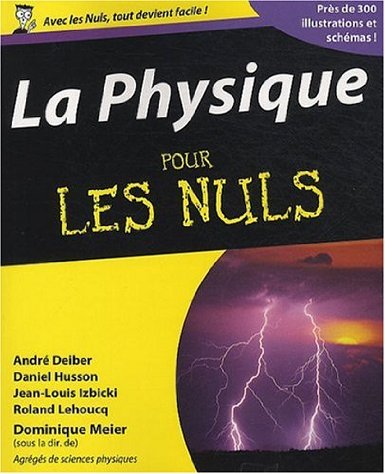 Avec les Nuls, tout devient facile !
Près de 300
illustrations et
schémas !
La Physique
POUR
LES NULS
André Deiber
Daniel Husson
Jean-Louis Izbicki
Roland Lehoucq
Dominique Meier
(sous la dir. de)
Agrégés de sciences physiques